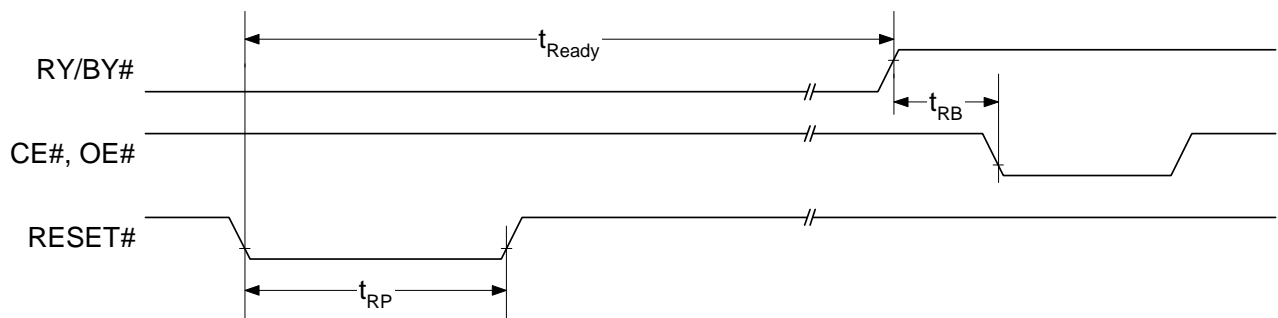 tReady
RY/BY#
tRB
CE#, OE#
RESET#
tRP